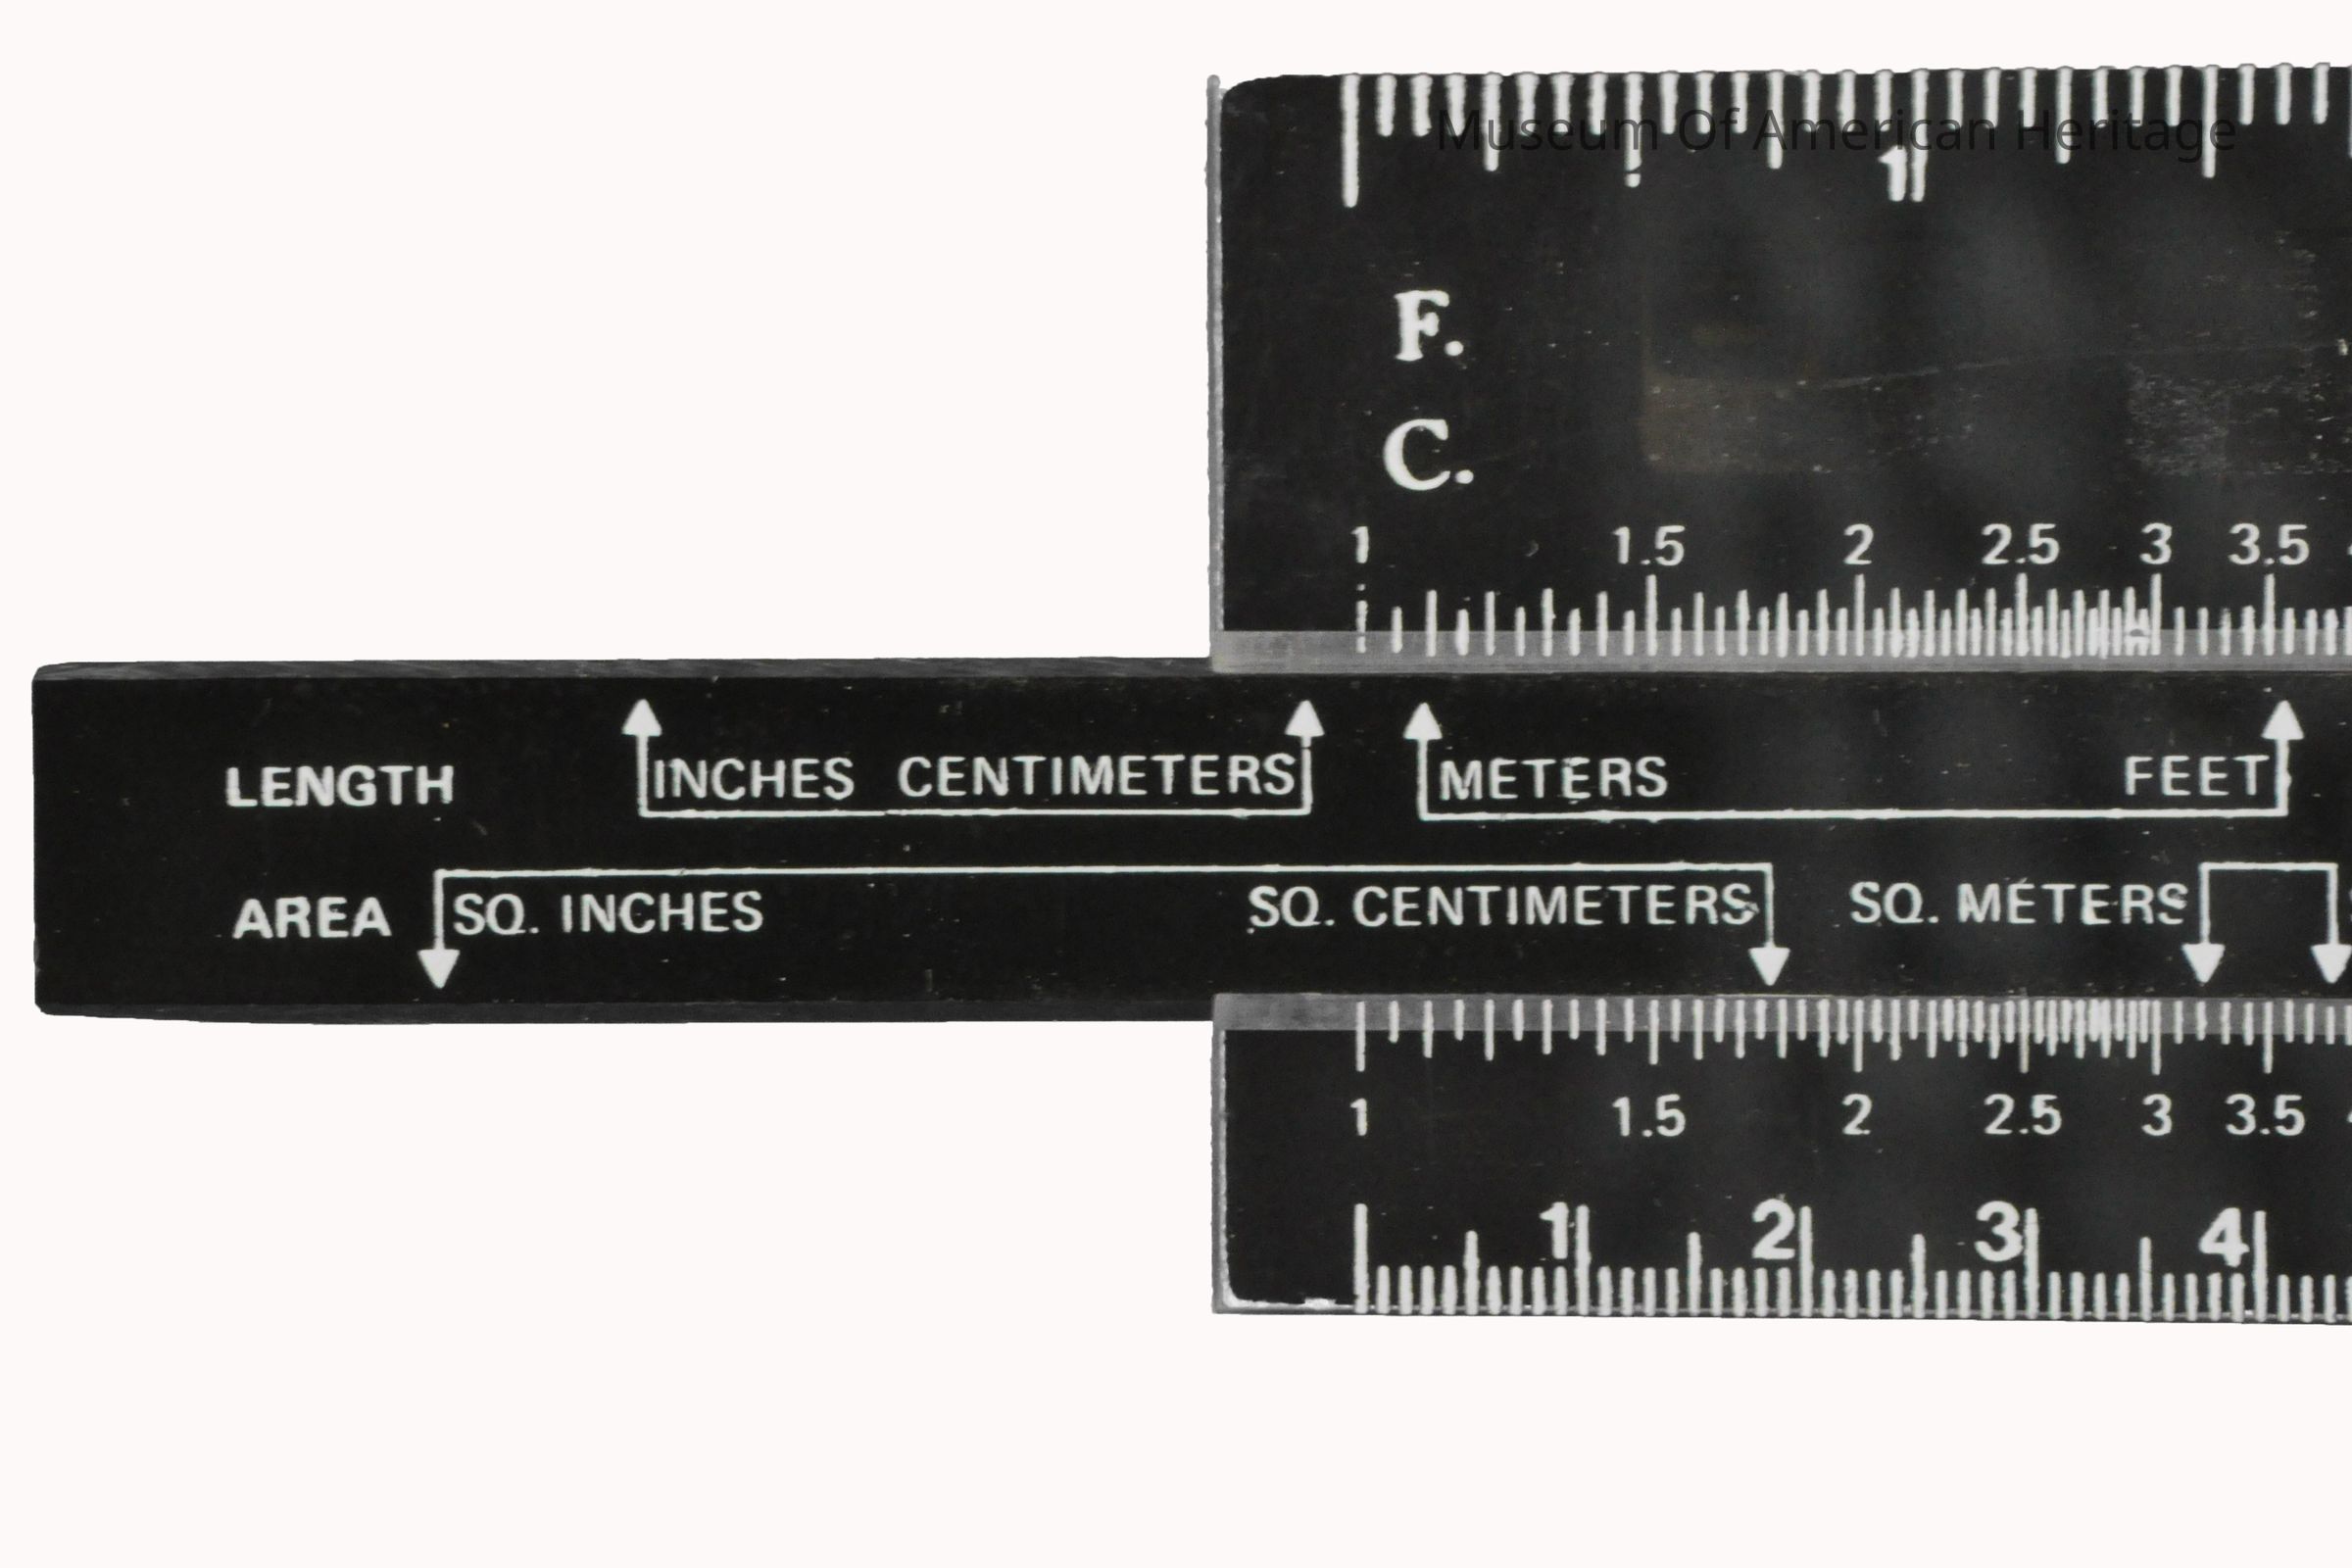 Museum Of American Heritage
1
F.
C.
1 1.5 2 2.5 3 3.5
LENGTH INCHES CENTIMETERS METERS FEET
AREA SQ. INCHES SQ. CENTIMETERS SQ. METERS
1 1.5 2 2.5 3 3.5
1 2 3 4